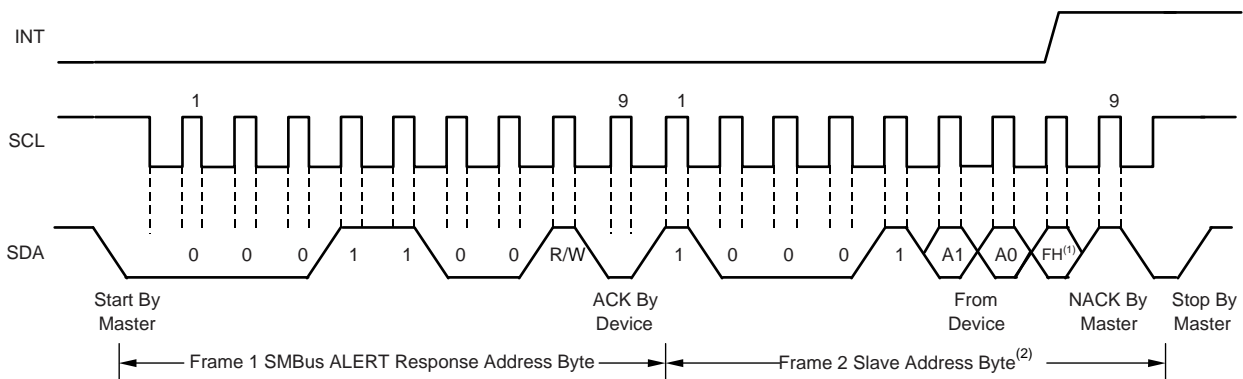 INT
1 9 1 9
SCL
SDA
0 0 0 1 1 0 0 R/W 1 0 0 0 1 A1 A0 FH(1)
Start By
Master
ACK By
Device
From
Device
NACK By
Master
Stop By
Master
Frame 1 SMBus ALERT Response Address Byte
Frame 2 Slave Address Byte(2)